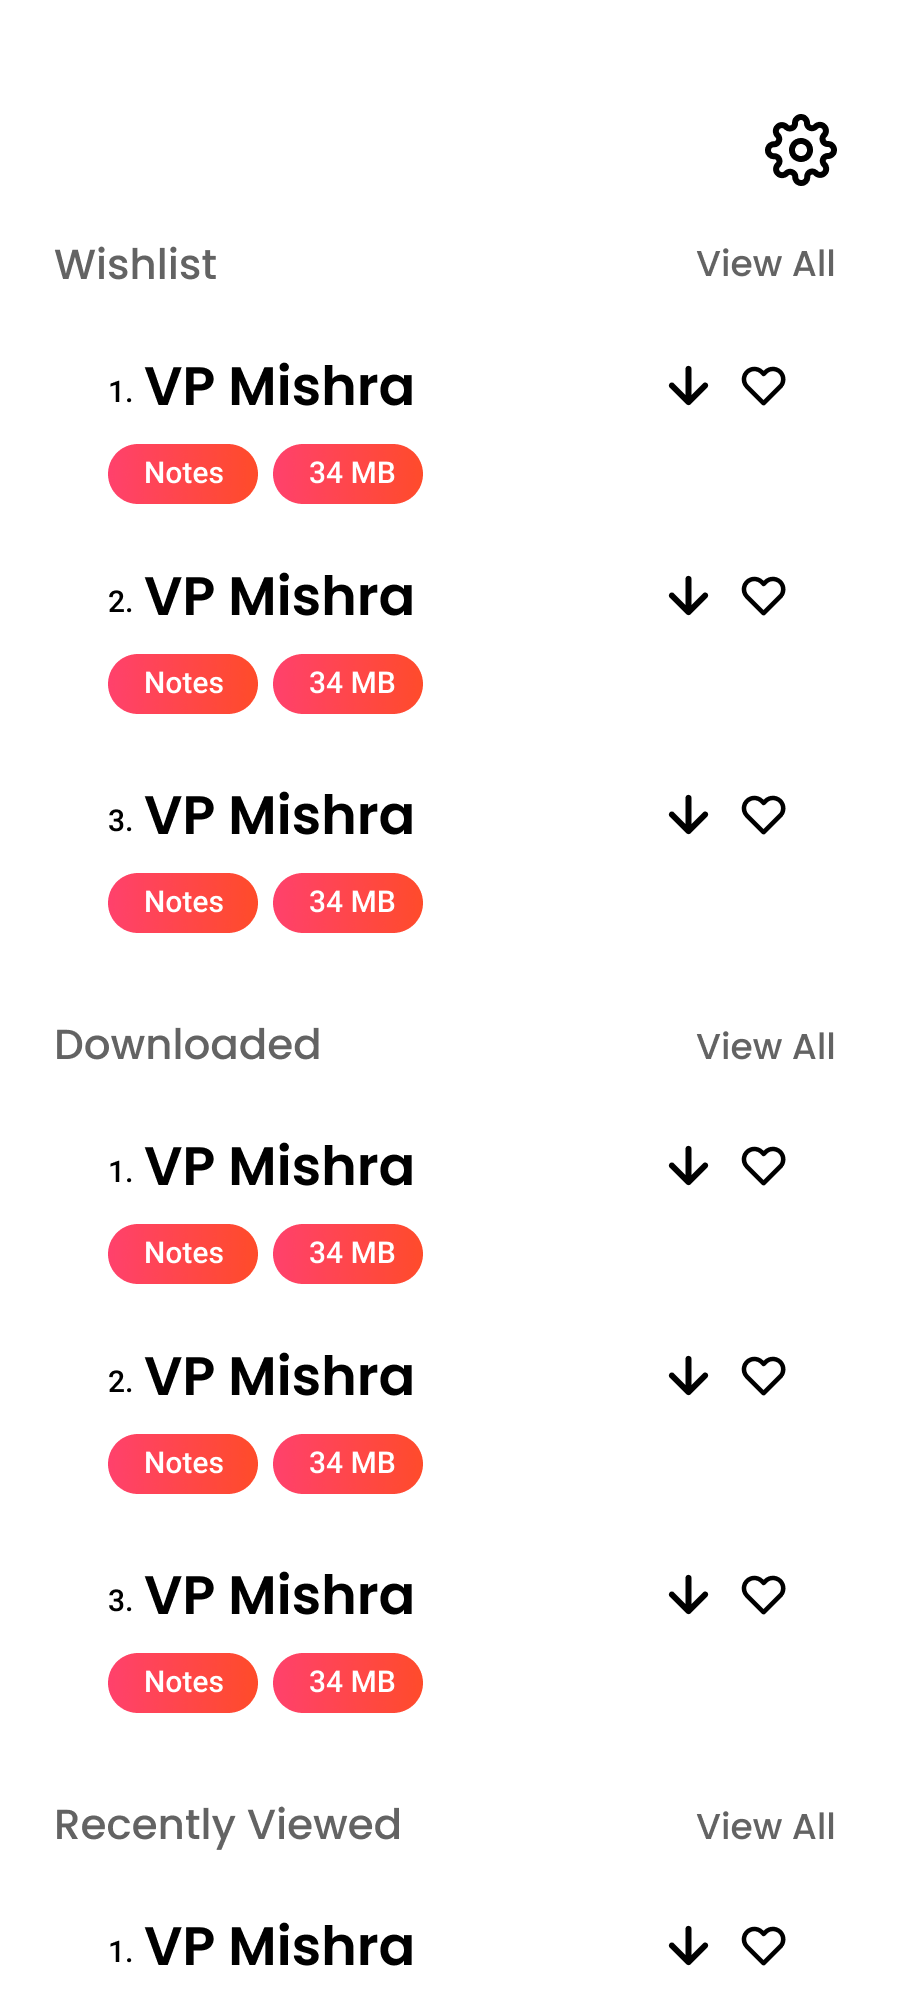 Wishlist View All
1. VP Mishra
Notes 34 MB
2. VP Mishra
Notes 34 MB
3. VP Mishra
Notes 34 MB
Downloaded View All
1. VP Mishra
Notes 34 MB
2. VP Mishra
Notes 34 MB
3. VP Mishra
Notes 34 MB
Recently Viewed View All
1. VP Mishra